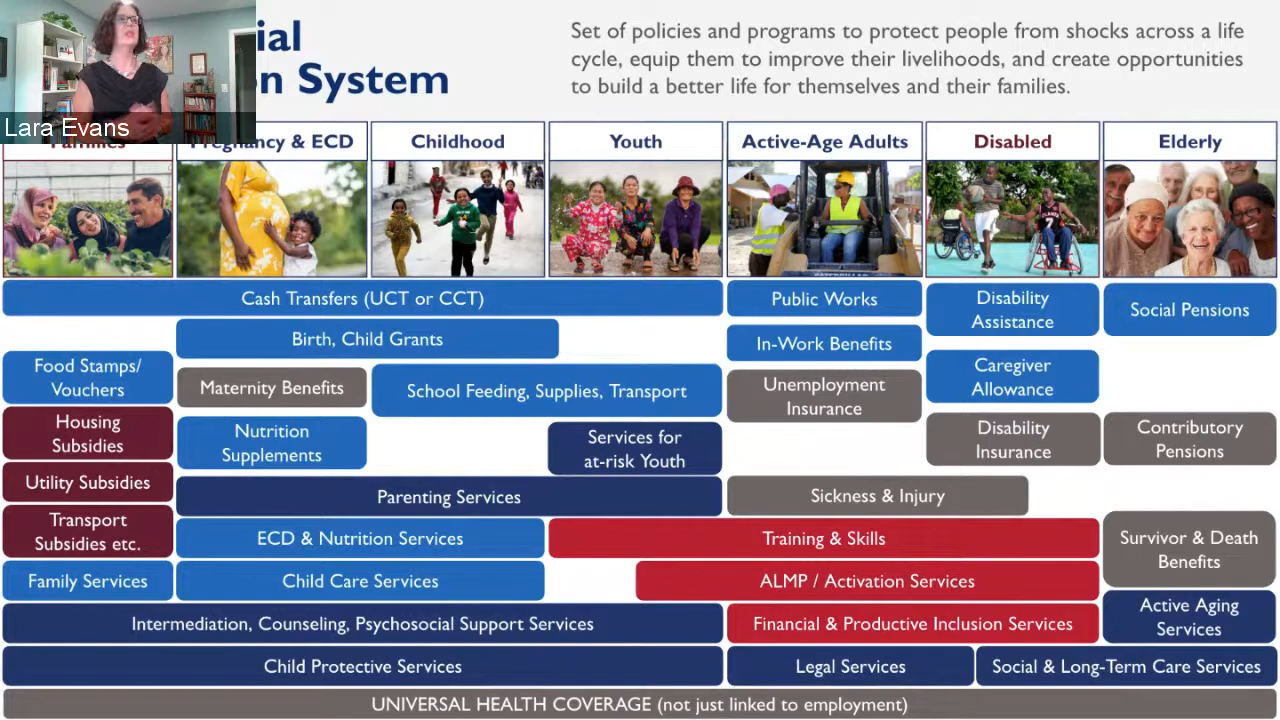 ial
n System
Set of policies and programs to protect people from shocks across a life
cycle, equip them to improve their livelihoods, and create opportunities
to build a better life for themselves and their families.
Lara Evans
Families
Pregnancy & ECD
Childhood
Youth
Active-Age Adults
Disabled
Elderly
Cash Transfers (UCT or CCT)
Public Works
Disability
Assistance
Social Pensions
Birth, Child Grants
In-Work Benefits
Food Stamps/
Vouchers
Maternity Benefits
School Feeding, Supplies, Transport
Unemployment
Insurance
Caregiver
Allowance
Housing
Subsidies
Nutrition
Supplements
Services for
at-risk Youth
Disability
Insurance
Contributory
Pensions
Utility Subsidies
Parenting Services
Sickness & Injury
Transport
Subsidies etc.
ECD & Nutrition Services
Training & Skills
Survivor & Death
Benefits
Family Services
Child Care Services
ALMP / Activation Services
Intermediation, Counseling, Psychosocial Support Services
Financial & Productive Inclusion Services
Active Aging
Services
Child Protective Services
Legal Services
Social & Long-Term Care Services
UNIVERSAL HEALTH COVERAGE (not just linked to employment)